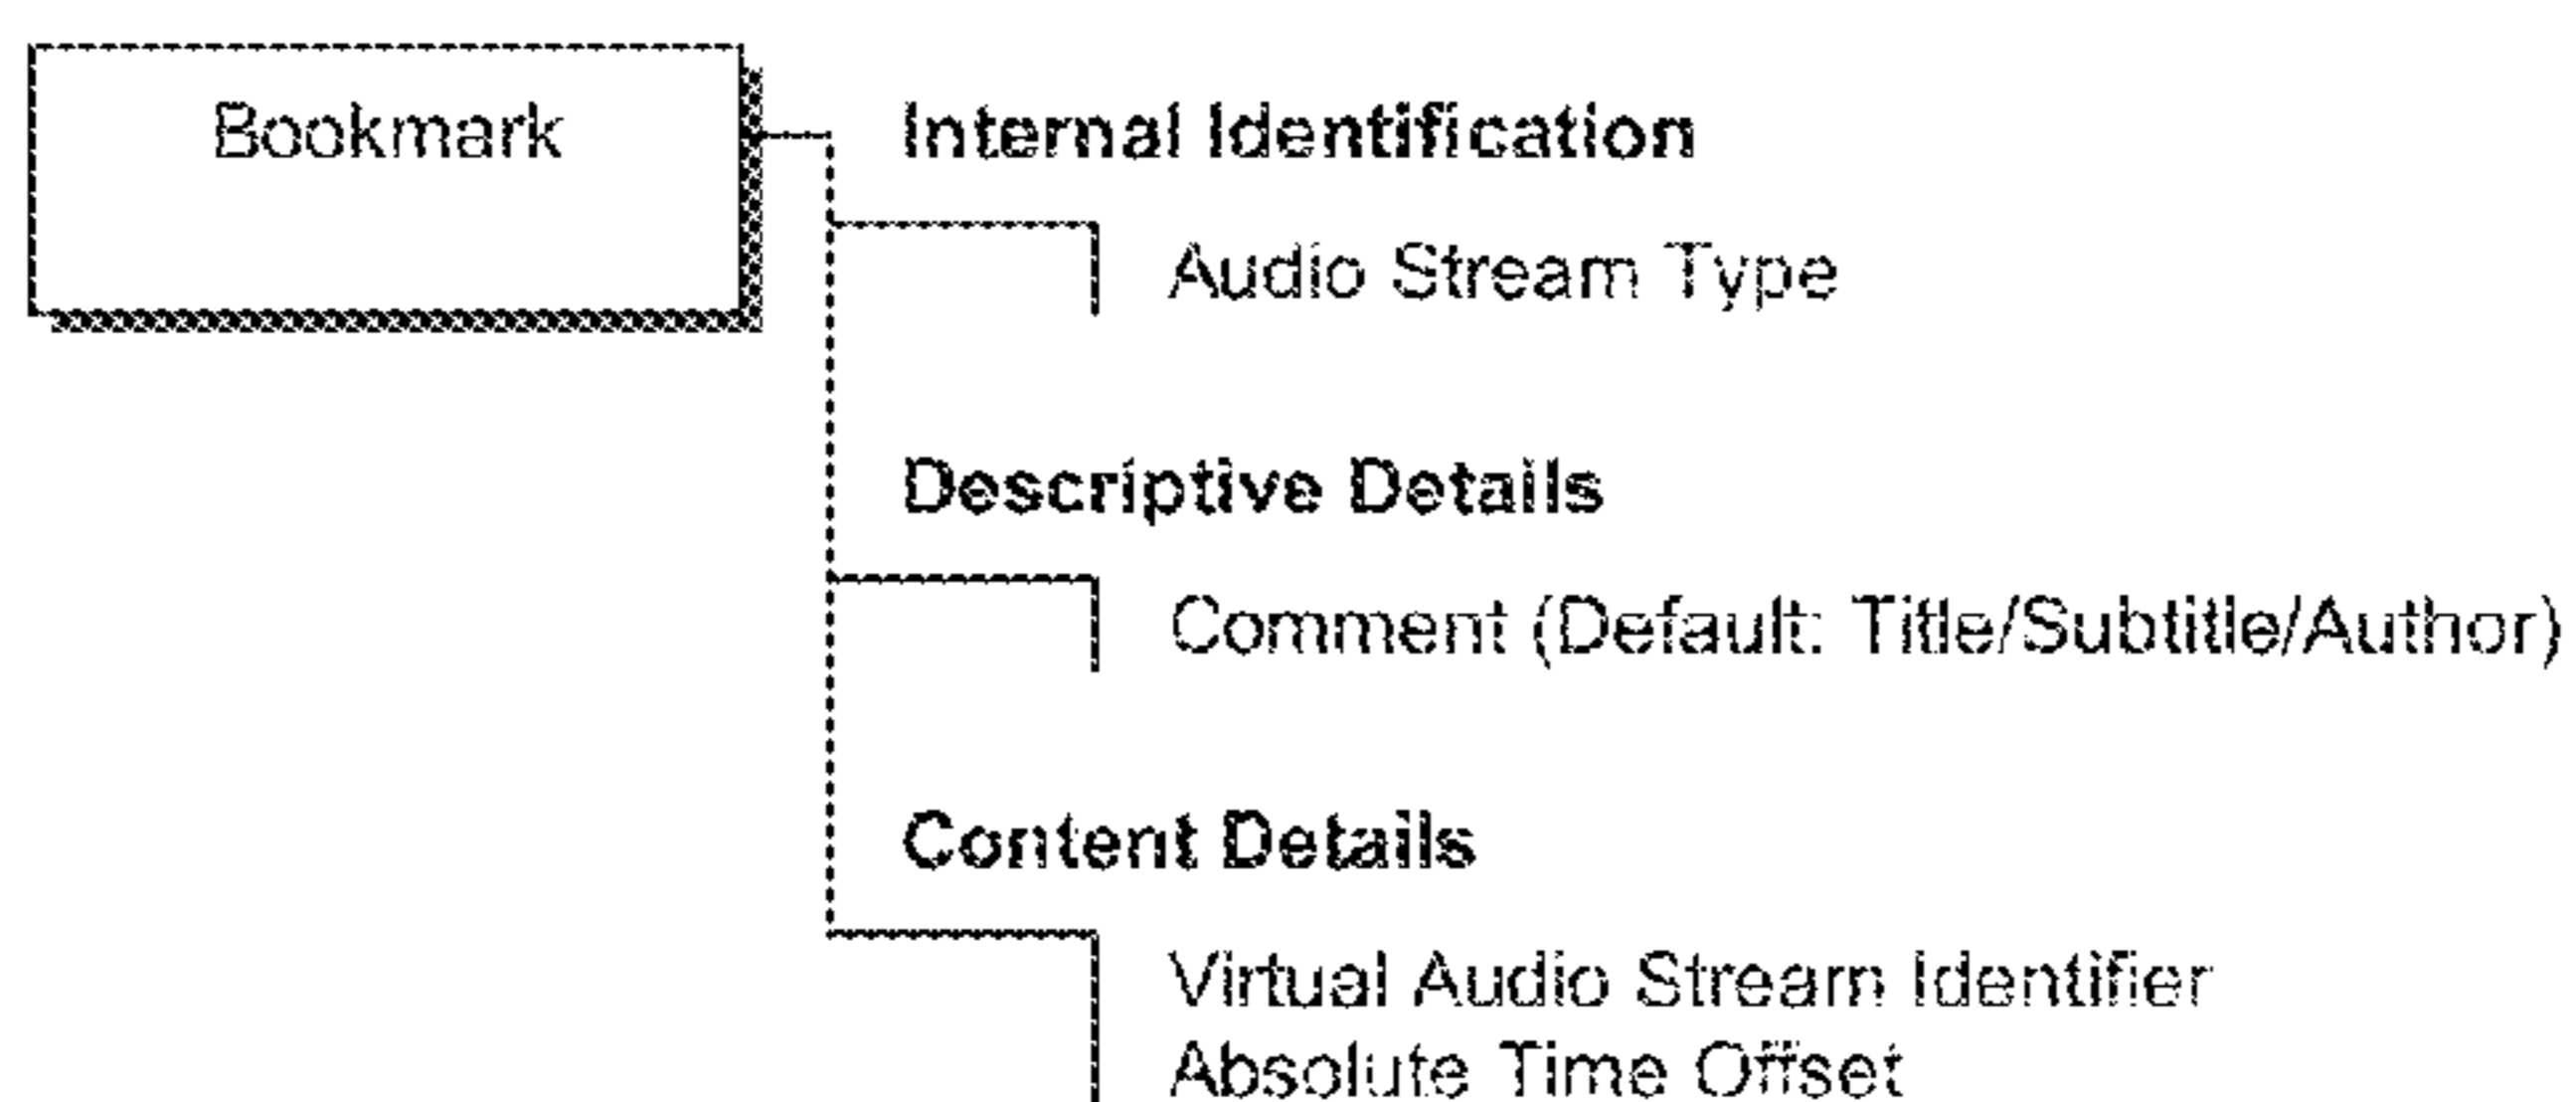 Bookmark
Internal Identification
Audio Stream Type
Descriptive Details
Comment (Default: Title/Subtitle/Author)
Content Details
Virtual Audio Stream Identifier
Absolute Time Offset